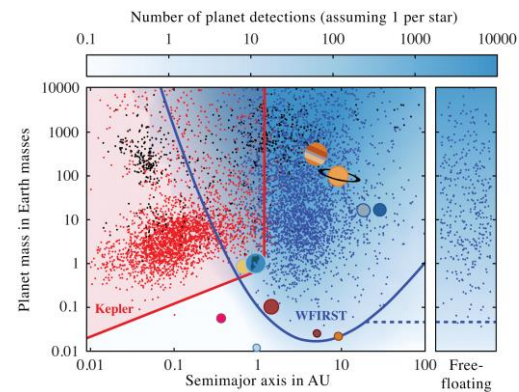 Number of planet detections (assuming 1 per star)
0.1 1 10 100 1000 10000
Planet mass in Earth masses
10000
1000
100
10
1
0.1
0.01
Kepler
WFIRST
0.01 0.1 1 10 100
Semimajor axis in AU
Free-
floating